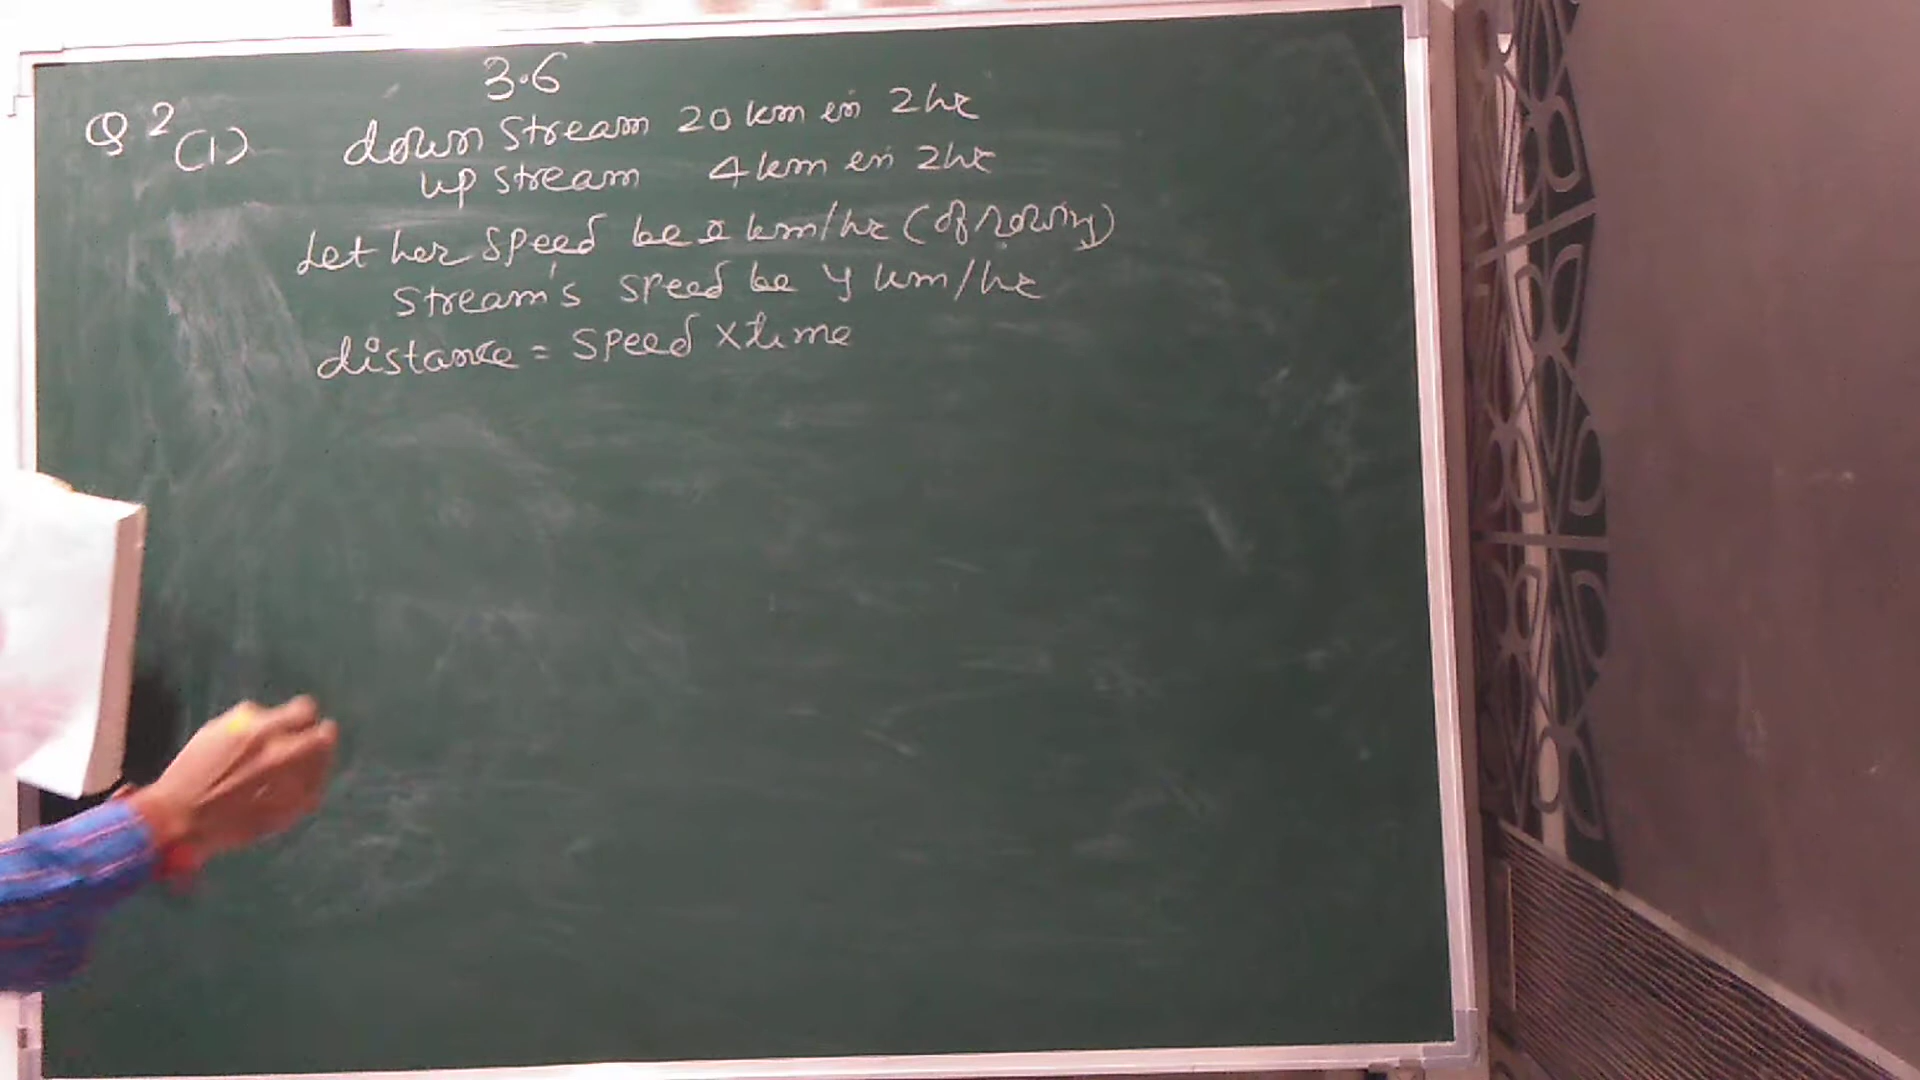 3.6
Q 2 (1) down stream 20 km in 2 hr
up stream 4 km in 2 hr
Let her speed be x km/hr (of rowing)
stream's speed be y km/hr
distance = speed × time